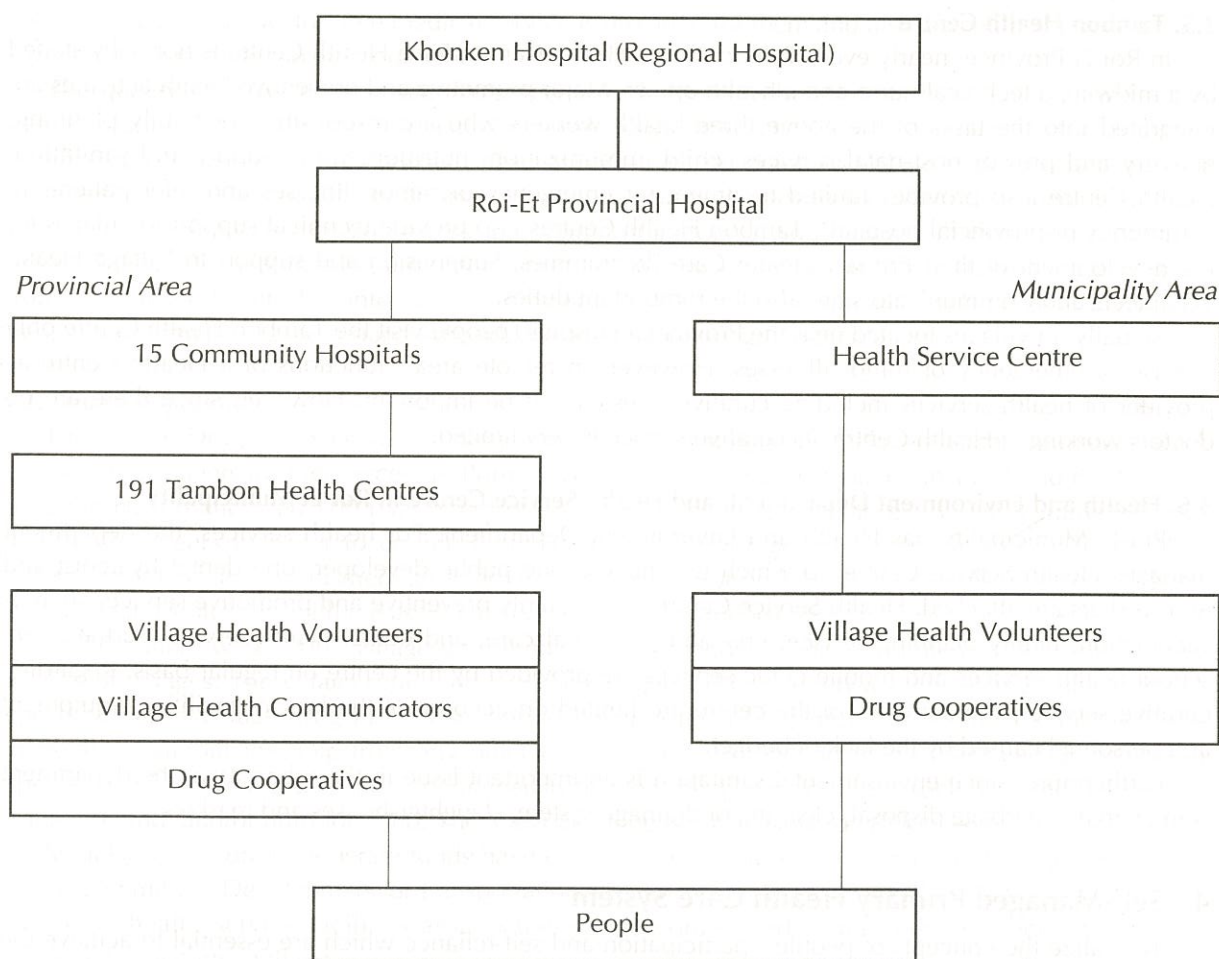 Khonken Hospital (Regional Hospital)
Roi-Et Provincial Hospital
Provincial Area
Municipality Area
15 Community Hospitals
Health Service Centre
191 Tambon Health Centres
Village Health Volunteers
Village Health Volunteers
Village Health Communicators
Drug Cooperatives
Drug Cooperatives
People